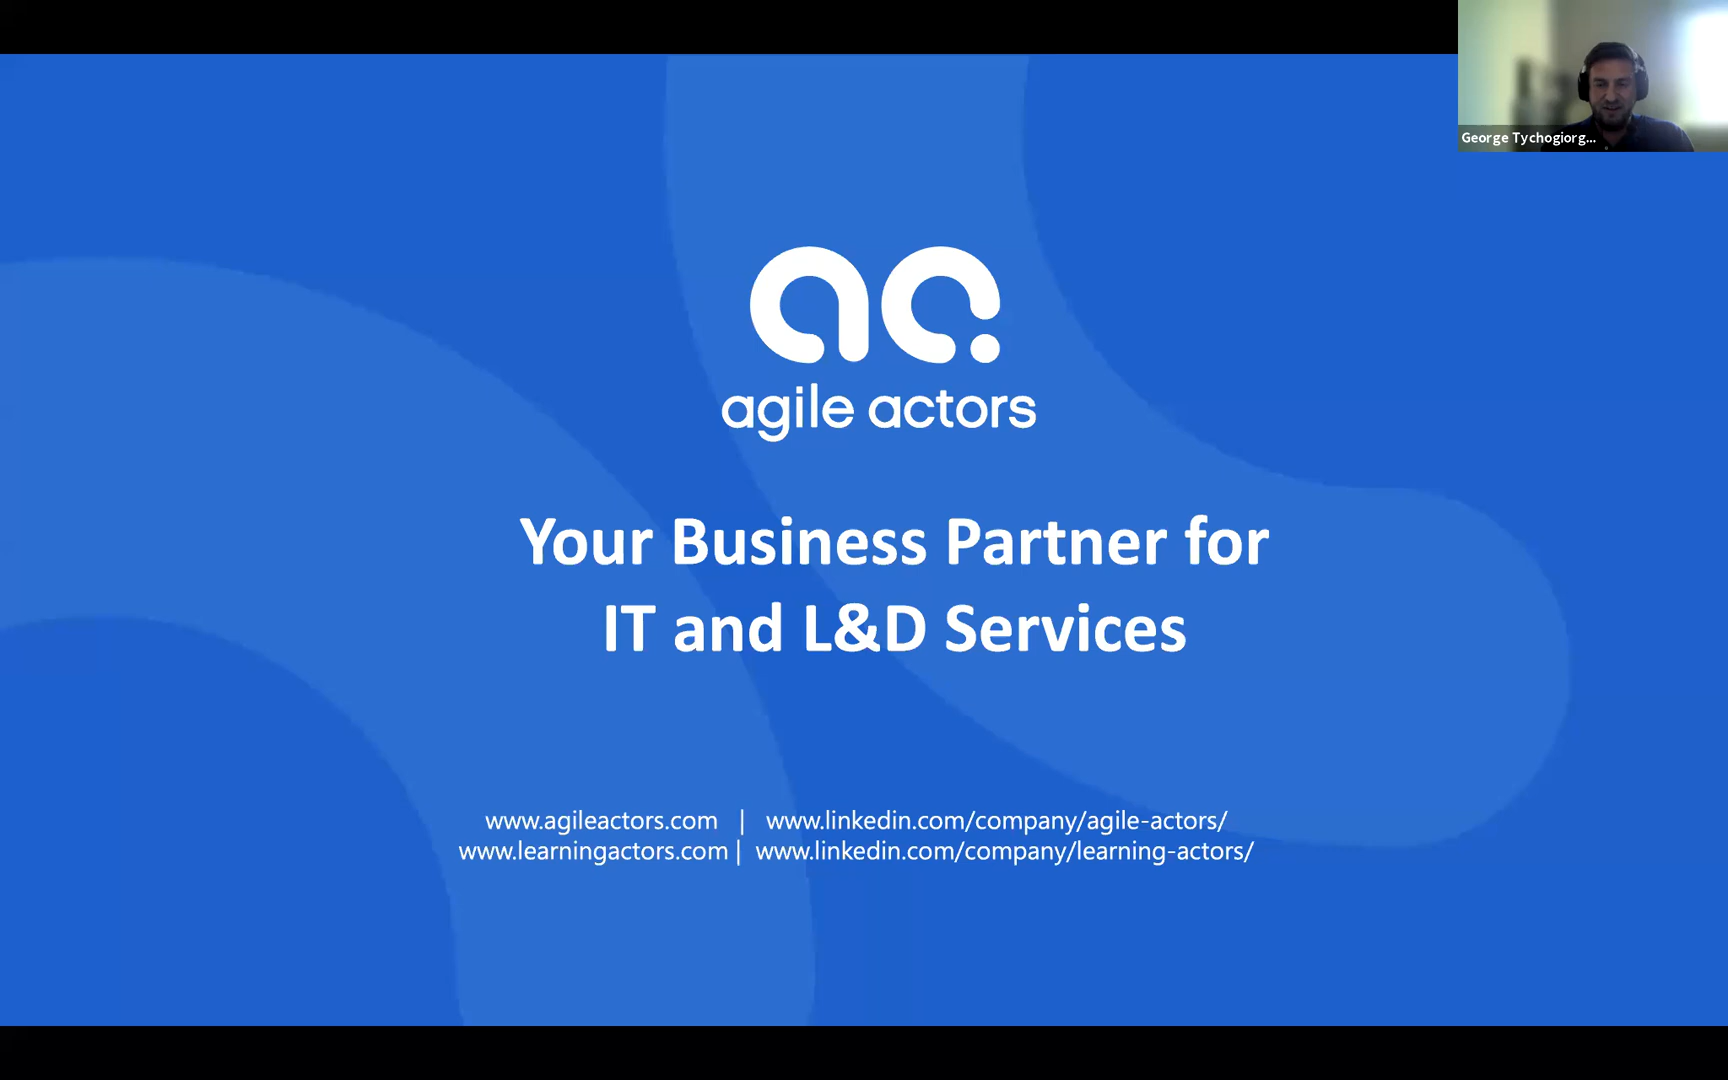 George Tychogiorg...
aa
agile actors
Your Business Partner for
IT and L&D Services
www.agileactors.com | www.linkedin.com/company/agile-actors/
www.learningactors.com | www.linkedin.com/company/learning-actors/